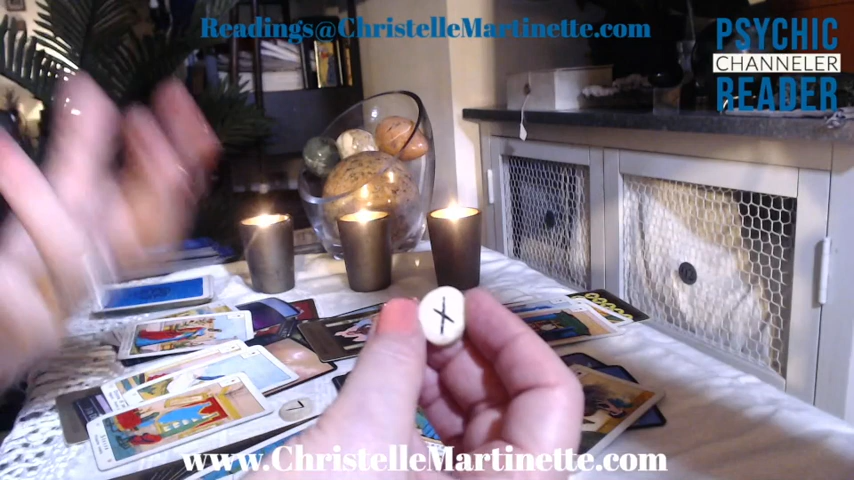 Readings@ChristelleMartinette.com
PSYCHIC
CHANNELER
READER
www.ChristelleMartinette.com